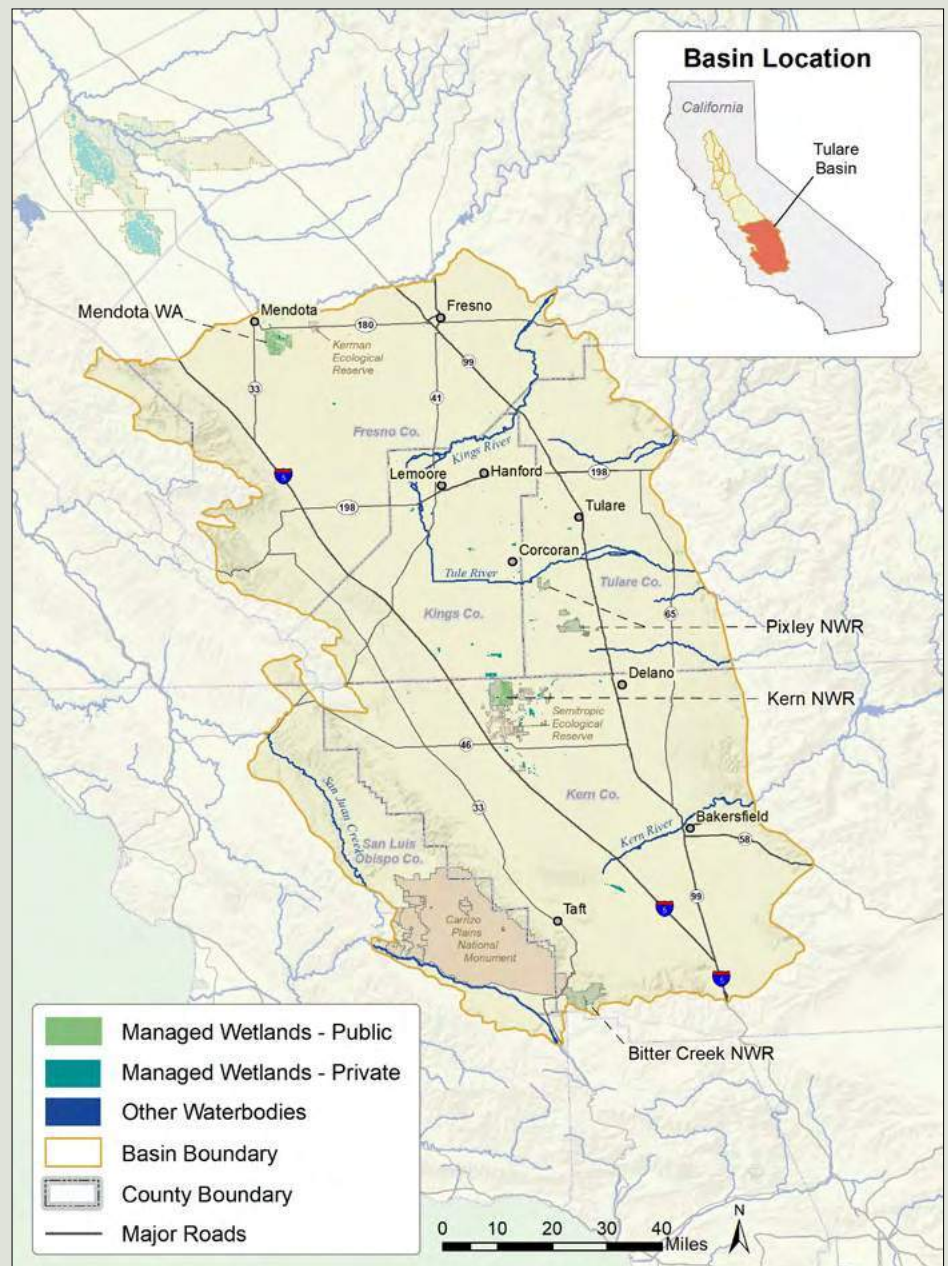 Basin Location
California
Tulare
Basin
Mendota WA
Mendota
Fresno
180
Kerman
Ecological
Reserve
99
33
41
Fresno Co.
Kings River
5
Lemoore
Hanford
198
198
Tulare
Corcoran
Tule River
Tulare Co.
Kings Co.
65
Pixley NWR
Delano
Kern NWR
Semitropic
Ecological
Reserve
46
San Juan Creek
33
Kern Co.
Bakersfield
Kern River
58
San Luis
Obispo Co.
99
5
Taft
Carrizo
Plains
National
Monument
5
Bitter Creek NWR
Managed Wetlands - Public
Managed Wetlands - Private
Other Waterbodies
Basin Boundary
County Boundary
Major Roads
0 10 20 30 40
Miles
N